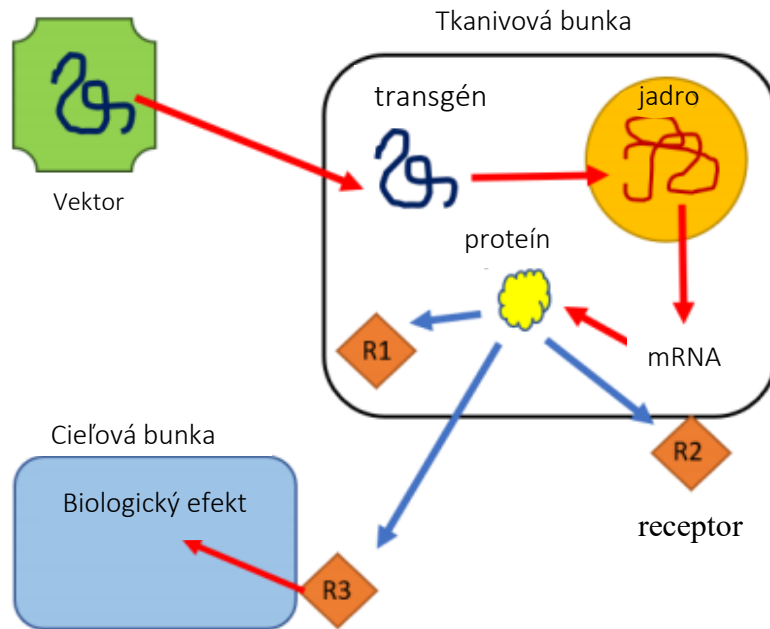 Tkanivová bunka
transgén
jadro
Vektor
proteín
R1
mRNA
Cieľová bunka
R2
Biologický efekt
receptor
R3